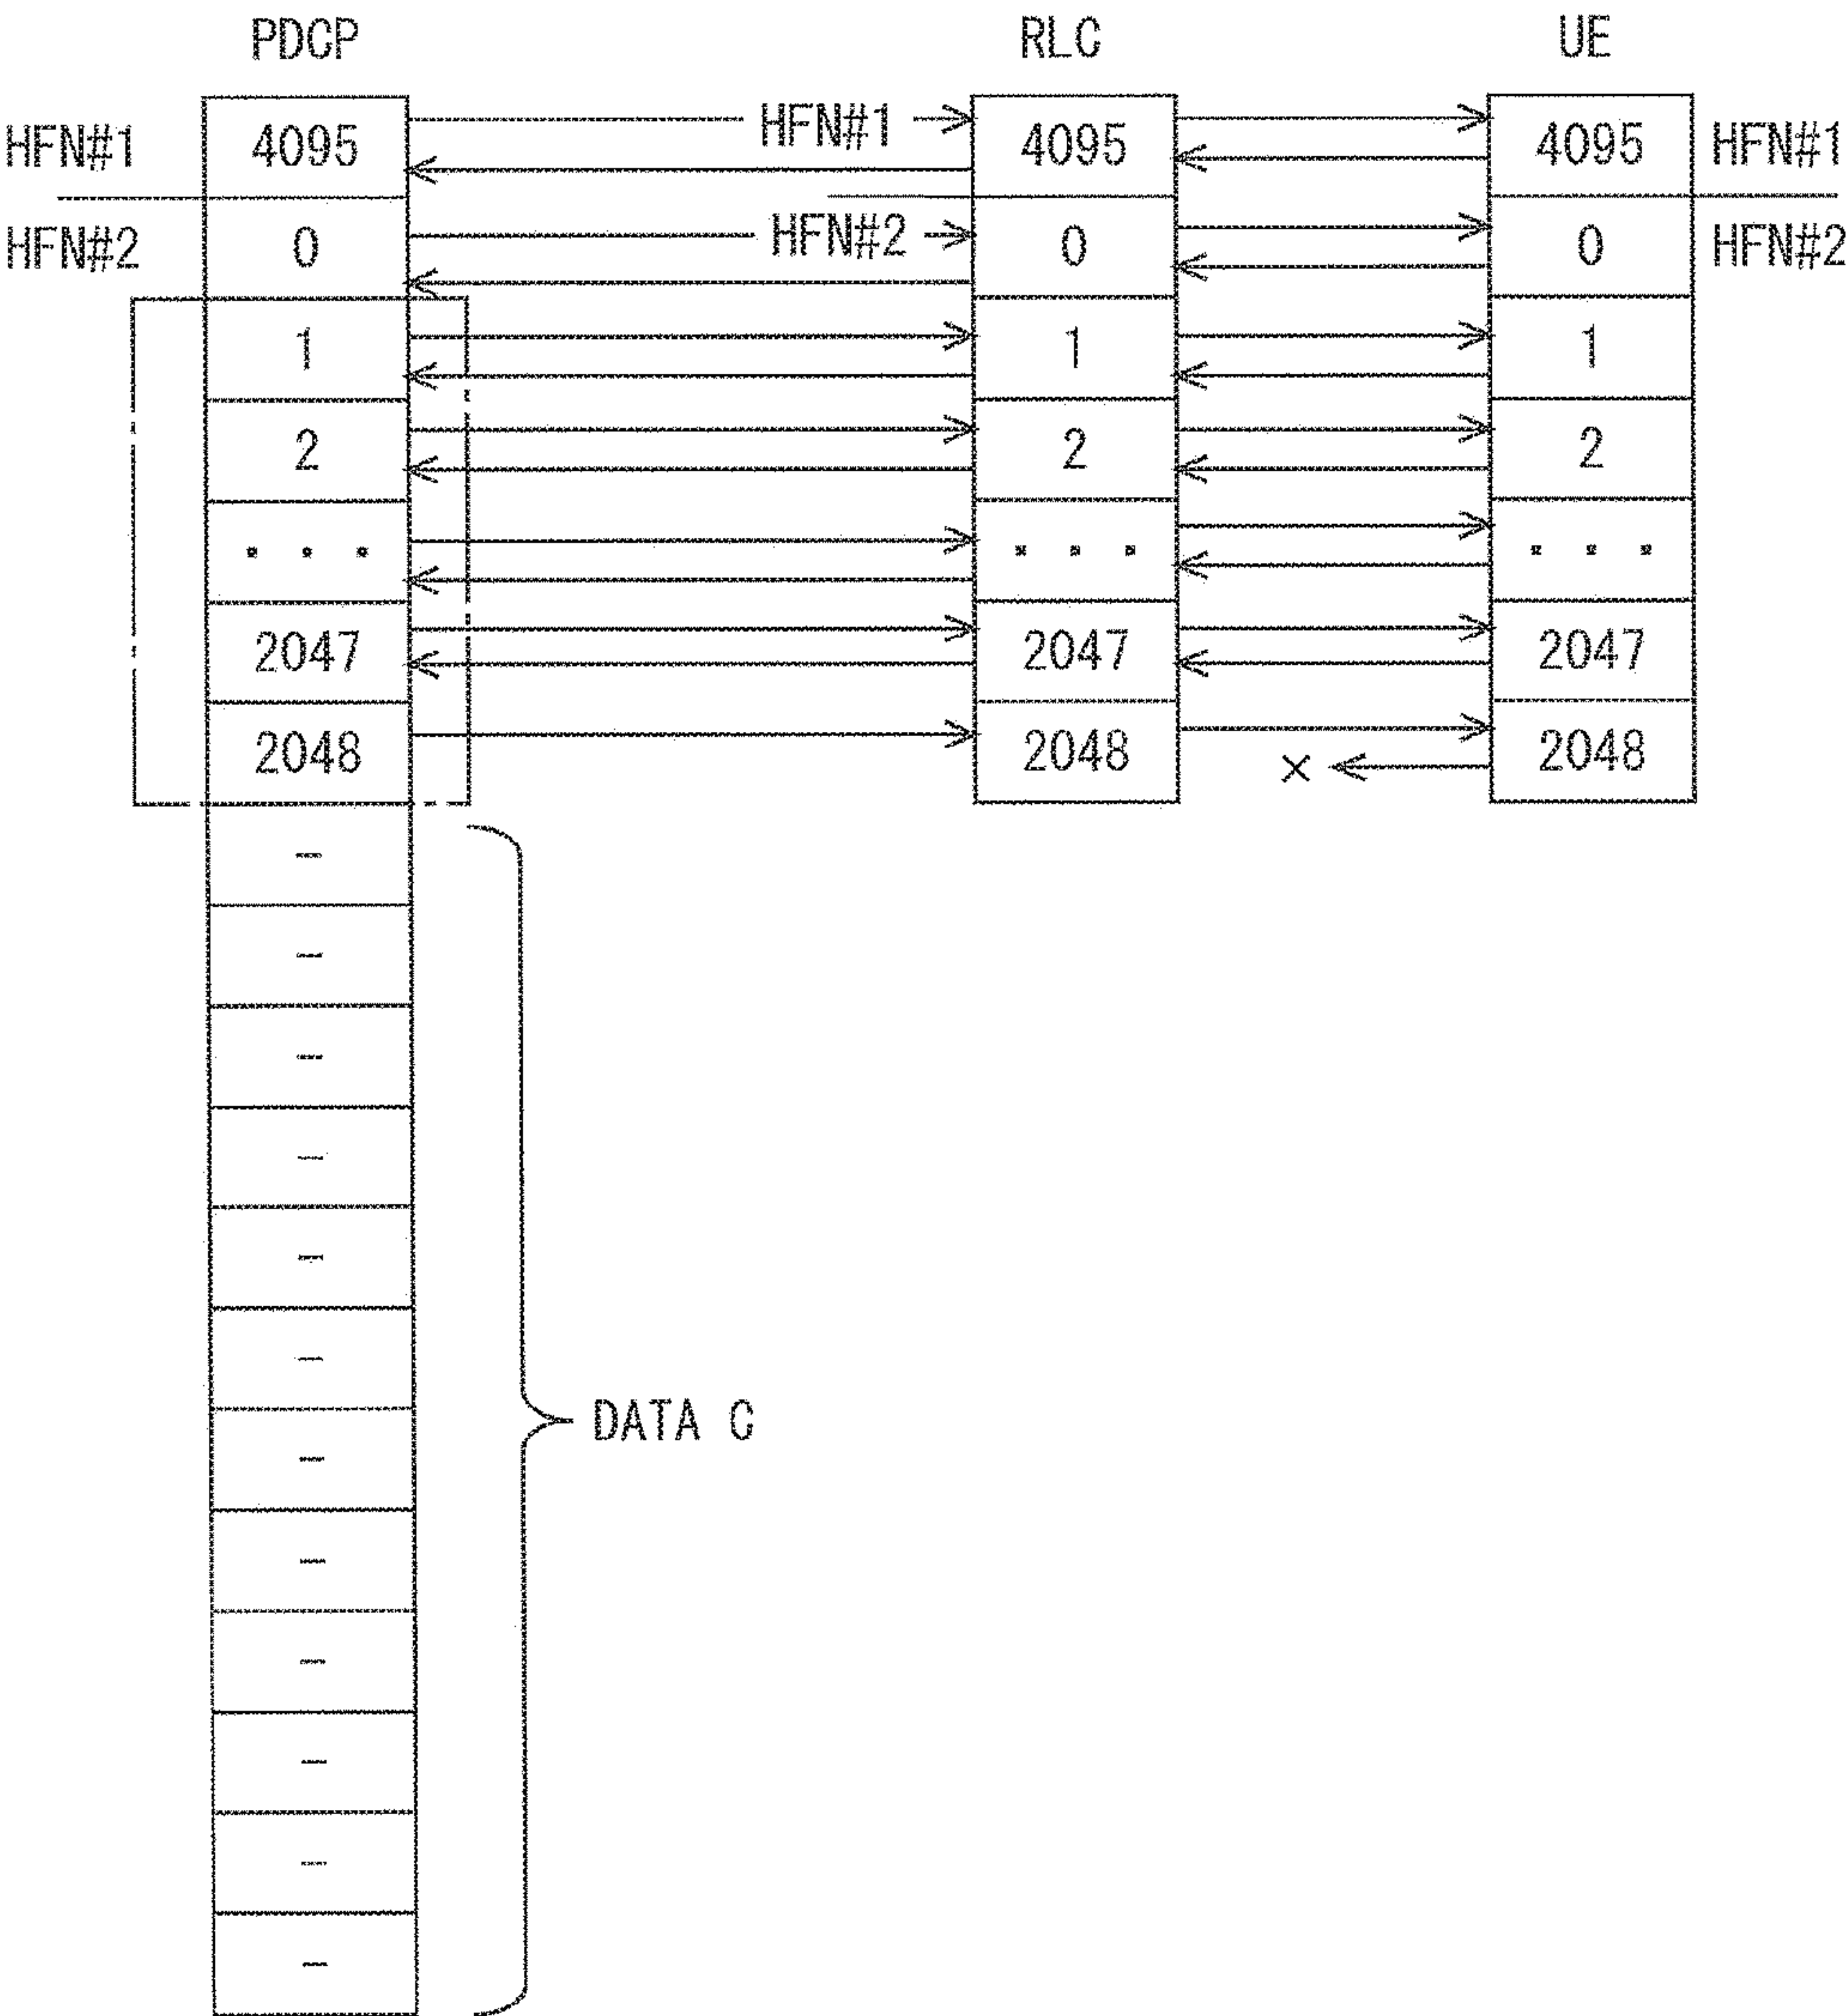 PDCP RLC UE
HFN#1 4095 HFN#1 4095 4095 HFN#1
HFN#2 0 HFN#2 0 0 HFN#2
1 1 1
2 2 2
. . . . . . . . .
2047 2047 2047
2048 2048 × 2048
-
-
-
-
-
-
DATA C
-
-
-
-
-
-